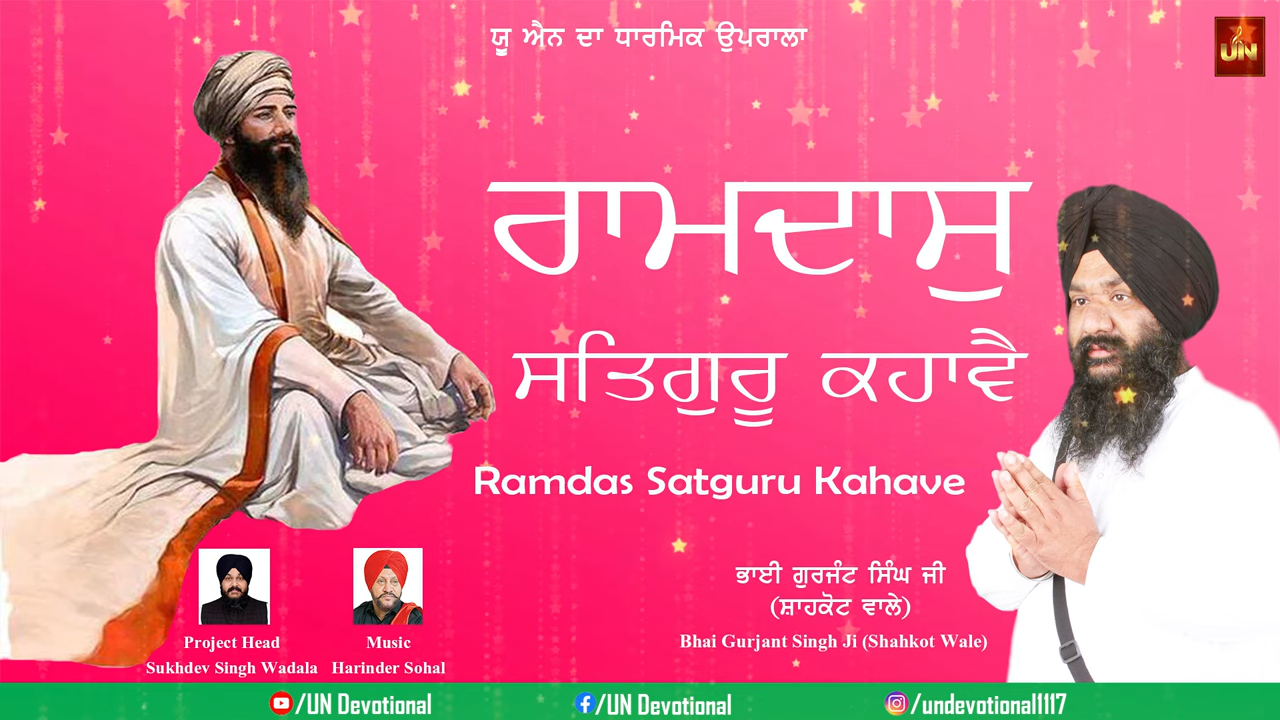 ਯੂ ਐਨ ਦਾ ਧਾਰਮਿਕ ਉਪਰਾਲਾ
UN
ਰਾਮਦਾਸੁ
ਸਤਿਗੁਰੂ ਕਹਾਵੈ
Ramdas Satguru Kahave
ਭਾਈ ਗੁਰਜੰਟ ਸਿੰਘ ਜੀ
(ਸ਼ਾਹਕੋਟ ਵਾਲੇ)
Bhai Gurjant Singh Ji (Shahkot Wale)
Project Head
Sukhdev Singh Wadala
Music
Harinder Sohal
/UN Devotional
/UN Devotional
/undevotional1117